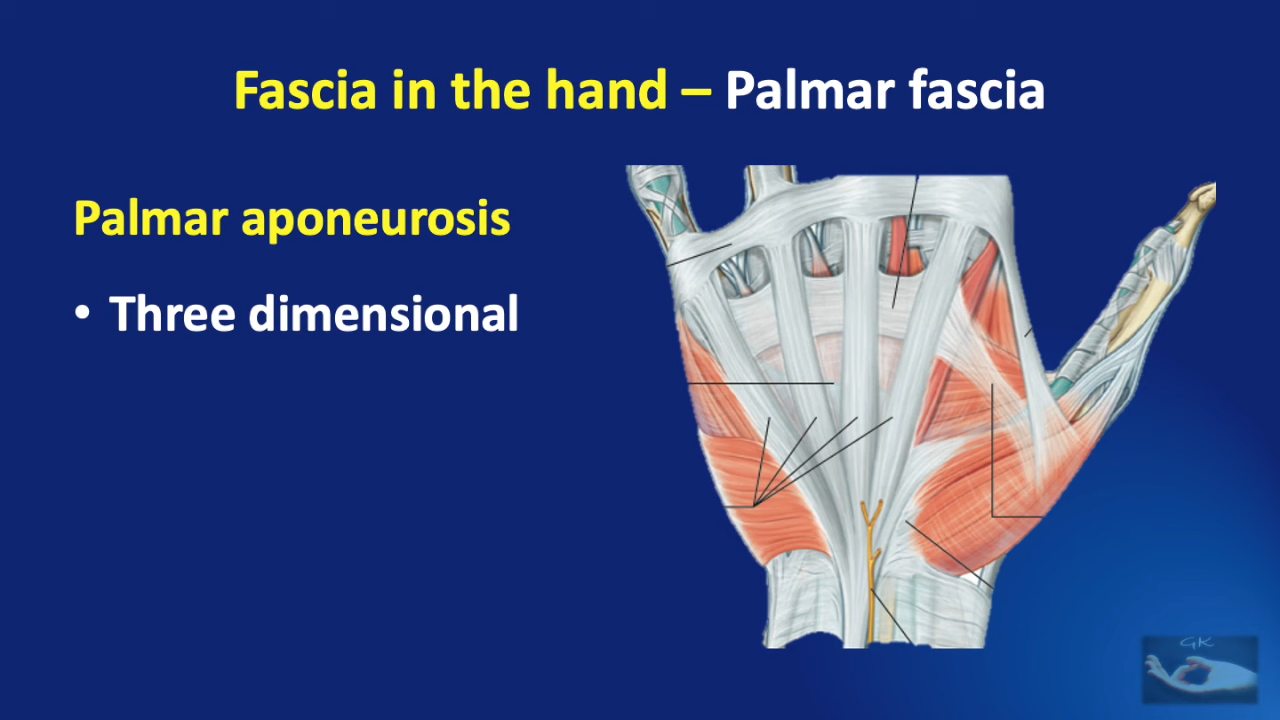 Fascia in the hand – Palmar fascia
Palmar aponeurosis
• Three dimensional
GK